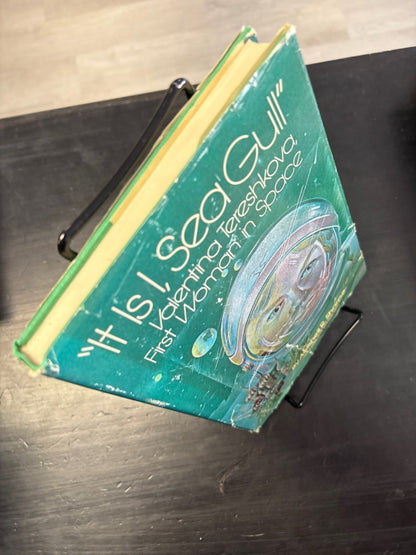 "It Is I, Sea Gull"
Valentina Tereshkova,
First Woman in Space